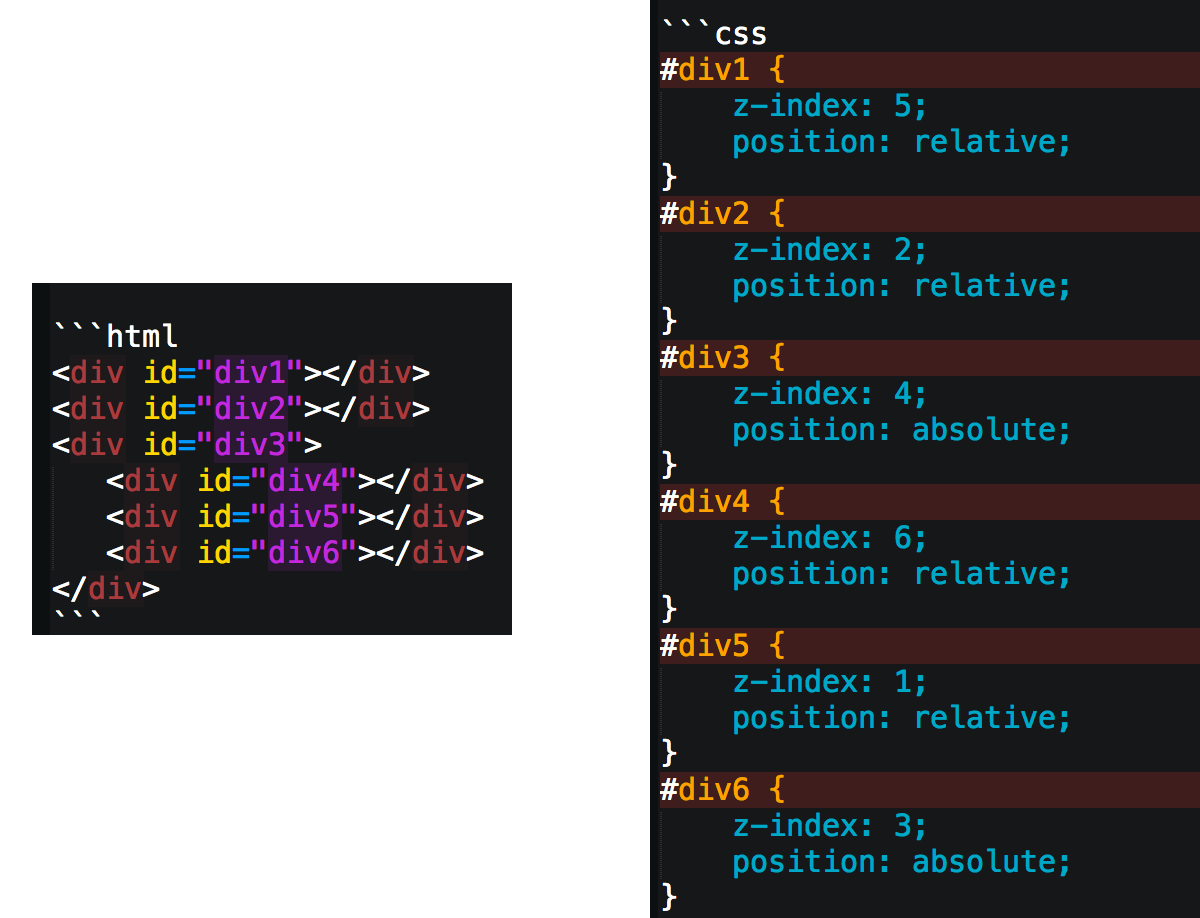 ```html
<div id="div1"></div>
<div id="div2"></div>
<div id="div3">
   <div id="div4"></div>
   <div id="div5"></div>
   <div id="div6"></div>
</div>
```
```css
#div1 {
    z-index: 5;
    position: relative;
}
#div2 {
    z-index: 2;
    position: relative;
}
#div3 {
    z-index: 4;
    position: absolute;
}
#div4 {
    z-index: 6;
    position: relative;
}
#div5 {
    z-index: 1;
    position: relative;
}
#div6 {
    z-index: 3;
    position: absolute;
}